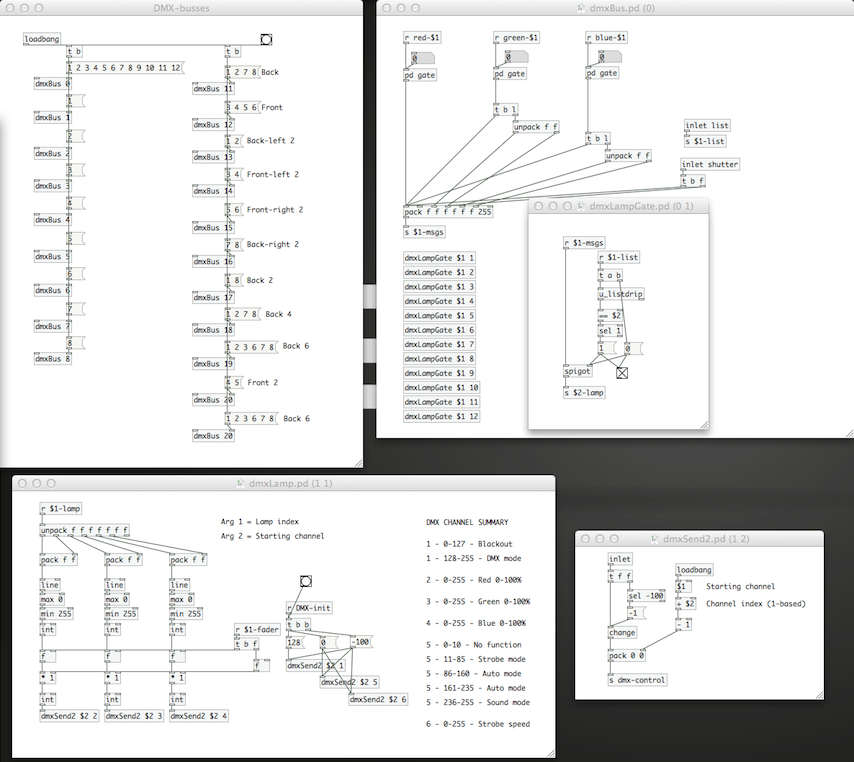 DMX-busses
loadbang
t b
1 2 3 4 5 6 7 8 9 10 11 12
dmxBus 0
1
dmxBus 1
2
dmxBus 2
3
dmxBus 3
4
dmxBus 4
5
dmxBus 5
6
dmxBus 6
7
dmxBus 7
8
dmxBus 8
t b
1 2 7 8 Back
dmxBus 11
3 4 5 6 Front
dmxBus 12
1 2 Back-left 2
dmxBus 13
3 4 Front-left 2
dmxBus 14
5 6 Front-right 2
dmxBus 15
7 8 Back-right 2
dmxBus 16
1 8 Back 2
dmxBus 17
1 2 7 8 Back 4
dmxBus 18
1 2 3 6 7 8 Back 6
dmxBus 19
4 5 Front 2
dmxBus 20
1 2 3 6 7 8 Back 6
dmxBus 20
dmxBus.pd (0)
r red-$1 r green-$1 r blue-$1
0 0 0
pd gate pd gate pd gate
t b l
unpack f f
t b l
unpack f f
inlet list
s $1-list
inlet shutter
t b f
pack f f f f f f 255
s $1-msgs
dmxLampGate $1 1
dmxLampGate $1 2
dmxLampGate $1 3
dmxLampGate $1 4
dmxLampGate $1 5
dmxLampGate $1 6
dmxLampGate $1 7
dmxLampGate $1 8
dmxLampGate $1 9
dmxLampGate $1 10
dmxLampGate $1 11
dmxLampGate $1 12
dmxLampGate.pd (0 1)
r $1-msgs
r $1-list
t a b
u_listdrip
== $2
sel 1
1 0
spigot
s $2-lamp
dmxLamp.pd (1 1)
r $1-lamp
unpack f f f f f f f
pack f f pack f f pack f f
line line line
max 0 max 0 max 0
min 255 min 255 min 255
int int int
f f f
* 1 * 1 * 1
int int int
dmxSend2 $2 2 dmxSend2 $2 3 dmxSend2 $2 4
Arg 1 = Lamp index
Arg 2 = Starting channel
r $1-fader
t b f
f
r DMX-init
t b b
128 0 -100
dmxSend2 $2 1
dmxSend2 $2 5
dmxSend2 $2 6
DMX CHANNEL SUMMARY
1 - 0-127 - Blackout
1 - 128-255 - DMX mode
2 - 0-255 - Red 0-100%
3 - 0-255 - Green 0-100%
4 - 0-255 - Blue 0-100%
5 - 0-10 - No function
5 - 11-85 - Strobe mode
5 - 86-160 - Auto mode
5 - 161-235 - Auto mode
5 - 236-255 - Sound mode
6 - 0-255 - Strobe speed
dmxSend2.pd (1 2)
inlet
t f f
sel -100
-1
change
pack 0 0
s dmx-control
loadbang
$1 Starting channel
+ $2 Channel index (1-based)
- 1